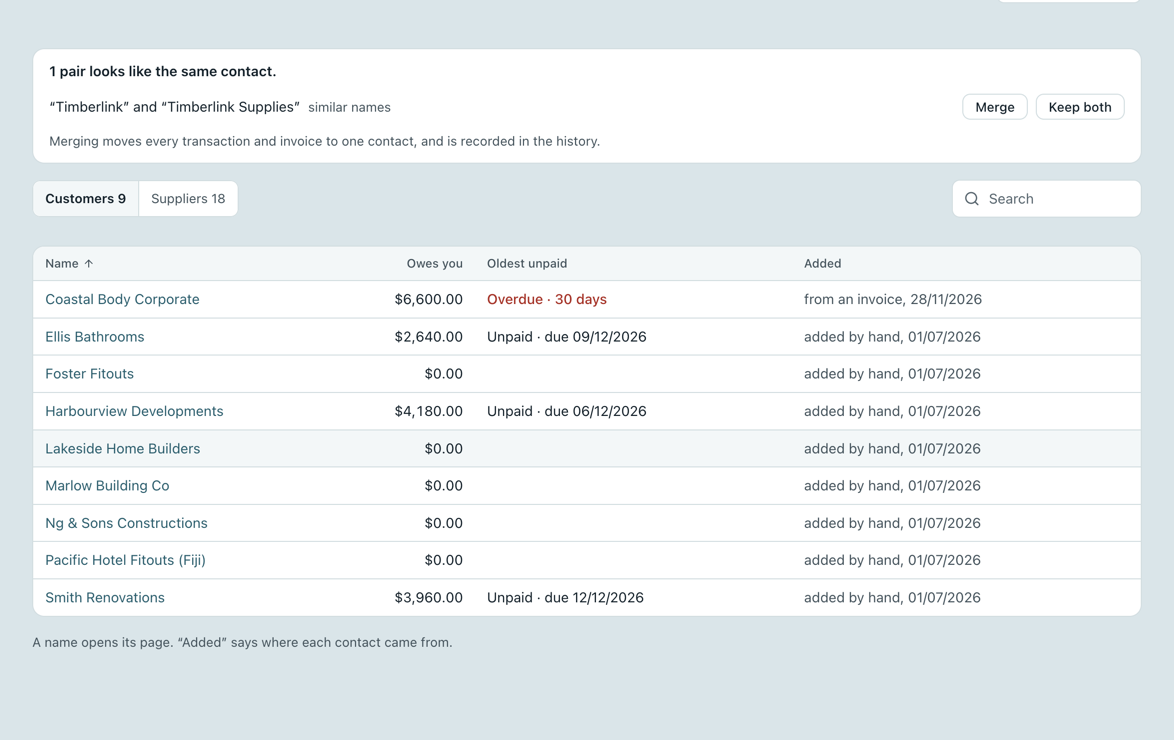 1 pair looks like the same contact.
“Timberlink” and “Timberlink Supplies” similar names
Merge
Keep both
Merging moves every transaction and invoice to one contact, and is recorded in the history.
Customers 9
Suppliers 18
Search
Name ↑ Owes you Oldest unpaid Added
Coastal Body Corporate $6,600.00 Overdue · 30 days from an invoice, 28/11/2026
Ellis Bathrooms $2,640.00 Unpaid · due 09/12/2026 added by hand, 01/07/2026
Foster Fitouts $0.00 added by hand, 01/07/2026
Harbourview Developments $4,180.00 Unpaid · due 06/12/2026 added by hand, 01/07/2026
Lakeside Home Builders $0.00 added by hand, 01/07/2026
Marlow Building Co $0.00 added by hand, 01/07/2026
Ng & Sons Constructions $0.00 added by hand, 01/07/2026
Pacific Hotel Fitouts (Fiji) $0.00 added by hand, 01/07/2026
Smith Renovations $3,960.00 Unpaid · due 12/12/2026 added by hand, 01/07/2026
A name opens its page. “Added” says where each contact came from.